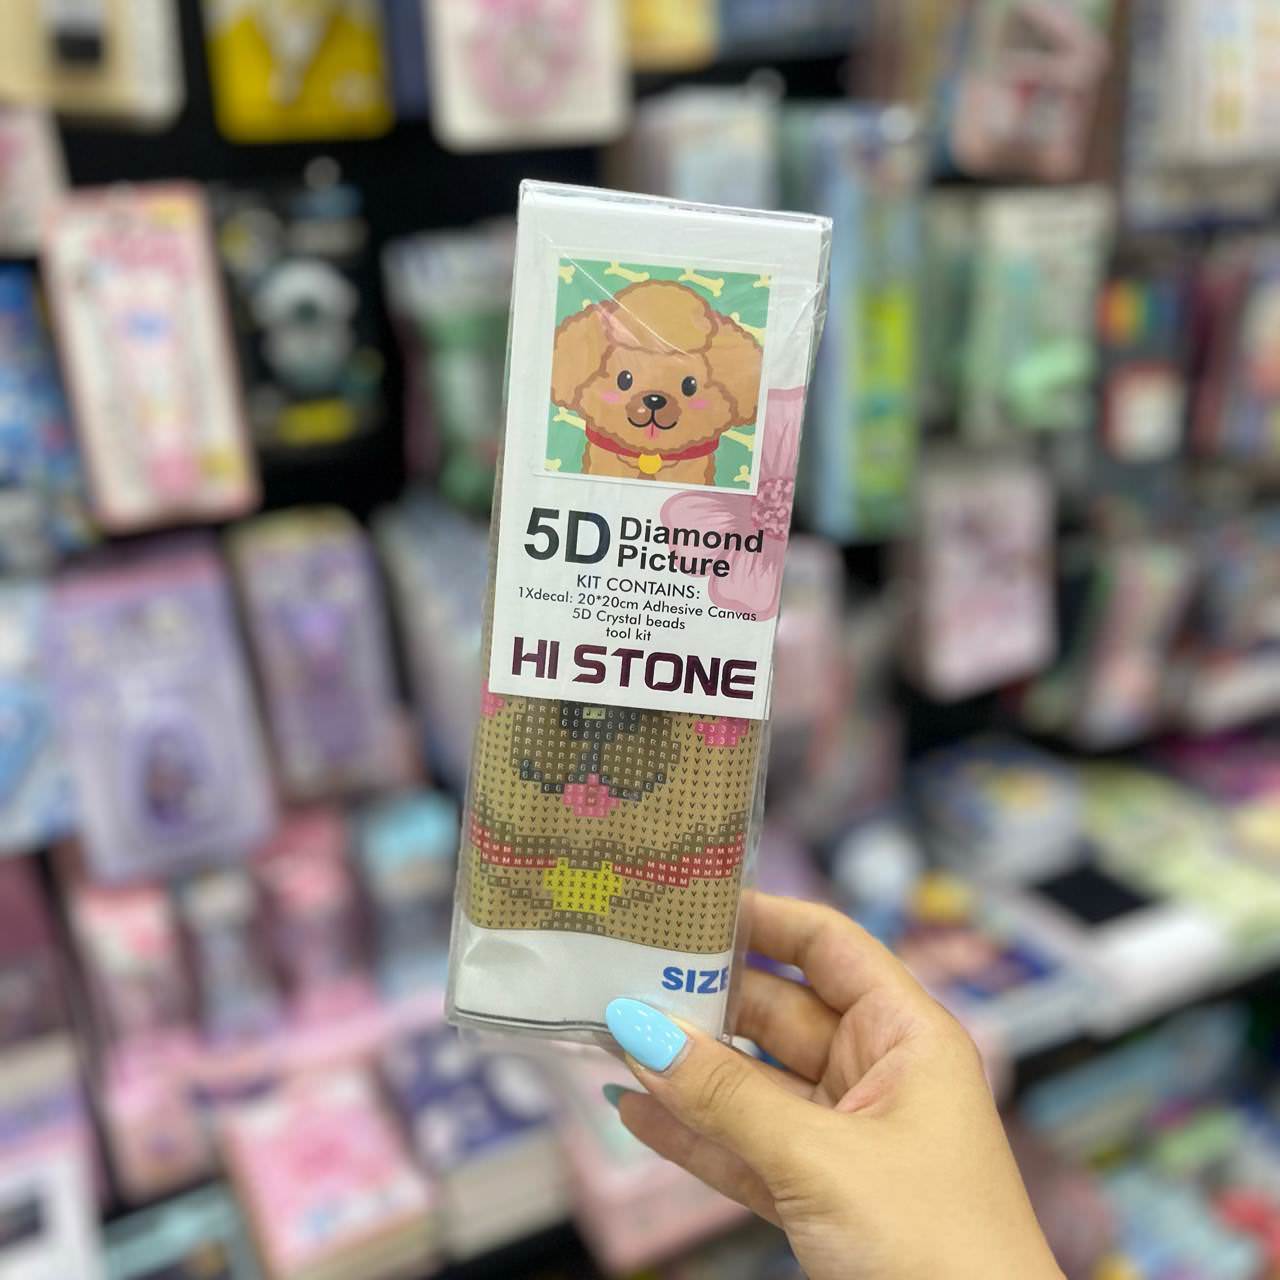 5D Diamond
Picture
KIT CONTAINS:
1Xdecal: 20*20cm Adhesive Canvas
5D Crystal beads
tool kit
HI STONE
SIZE